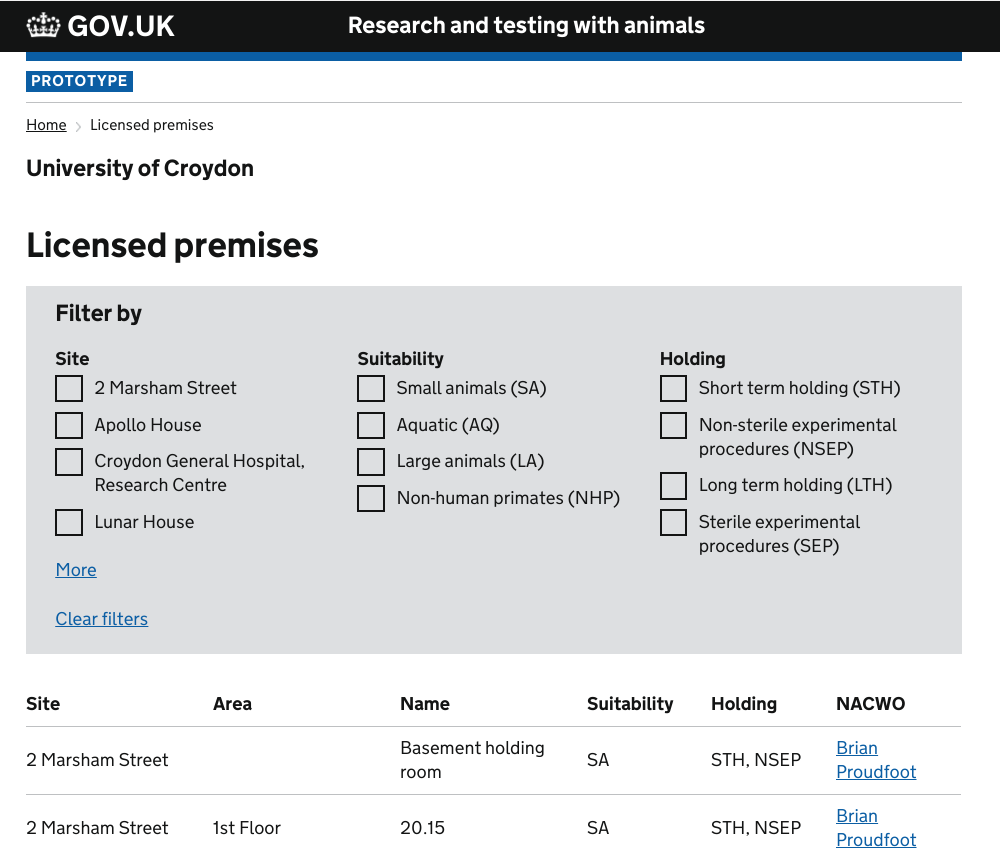 GOV.UK
Research and testing with animals
PROTOTYPE
Home
Licensed premises
University of Croydon
Licensed premises
Filter by
Site
2 Marsham Street
Apollo House
Croydon General Hospital,
Research Centre
Lunar House
More
Clear filters
Suitability
Small animals (SA)
Aquatic (AQ)
Large animals (LA)
Non-human primates (NHP)
Holding
Short term holding (STH)
Non-sterile experimental
procedures (NSEP)
Long term holding (LTH)
Sterile experimental
procedures (SEP)
Site Area Name Suitability Holding NACWO
2 Marsham Street Basement holding room SA STH, NSEP Brian Proudfoot
2 Marsham Street 1st Floor 20.15 SA STH, NSEP Brian Proudfoot